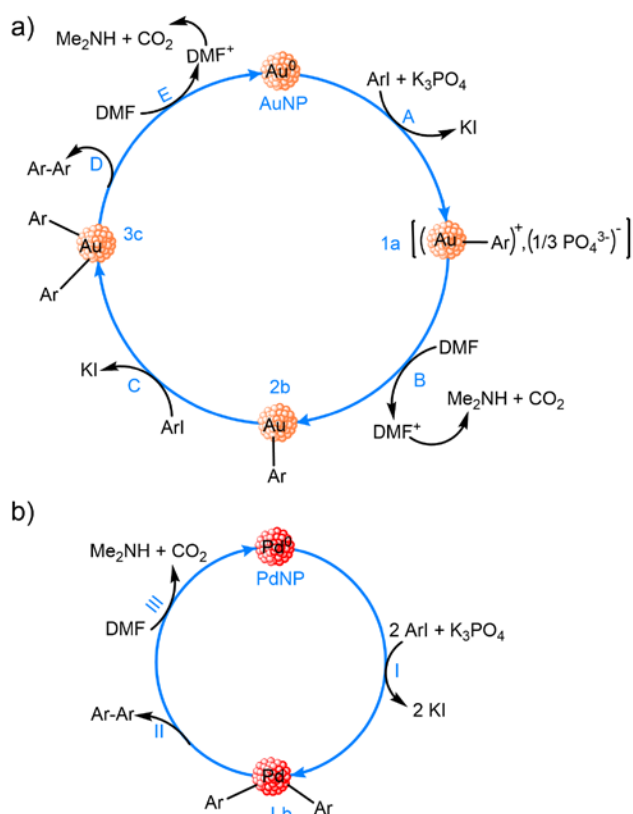 a)
Me₂NH + CO₂
DMF⁺
DMF
E
Au⁰
AuNP
ArI + K₃PO₄
A
KI
Ar-Ar
D
Ar
Au
3c
Ar
1a [(Au—Ar)⁺,(1/3 PO₄³⁻)⁻]
DMF
B
DMF⁺
Me₂NH + CO₂
KI
C
ArI
2b
Au
Ar
b)
Me₂NH + CO₂
III
DMF
Pd⁰
PdNP
2 ArI + K₃PO₄
I
2 KI
Ar-Ar
II
Ar
Pd
Ar